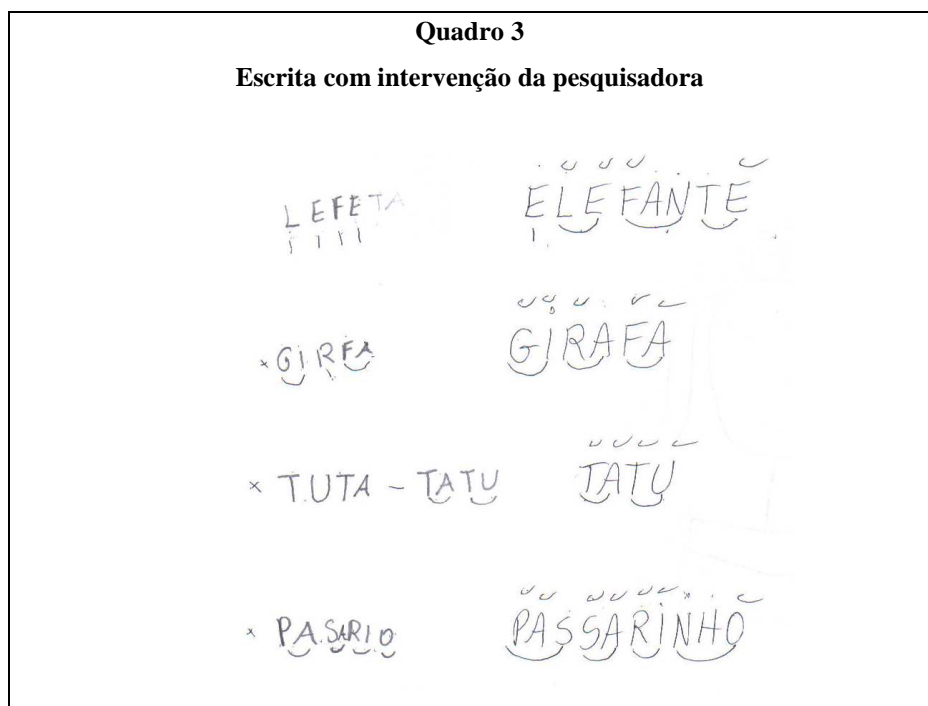 Quadro 3
Escrita com intervenção da pesquisadora
LEFETA ELEFANTE
× GIRFA GIRAFA
× TUTA - TATU TATU
× PASARIO PASSARINHO